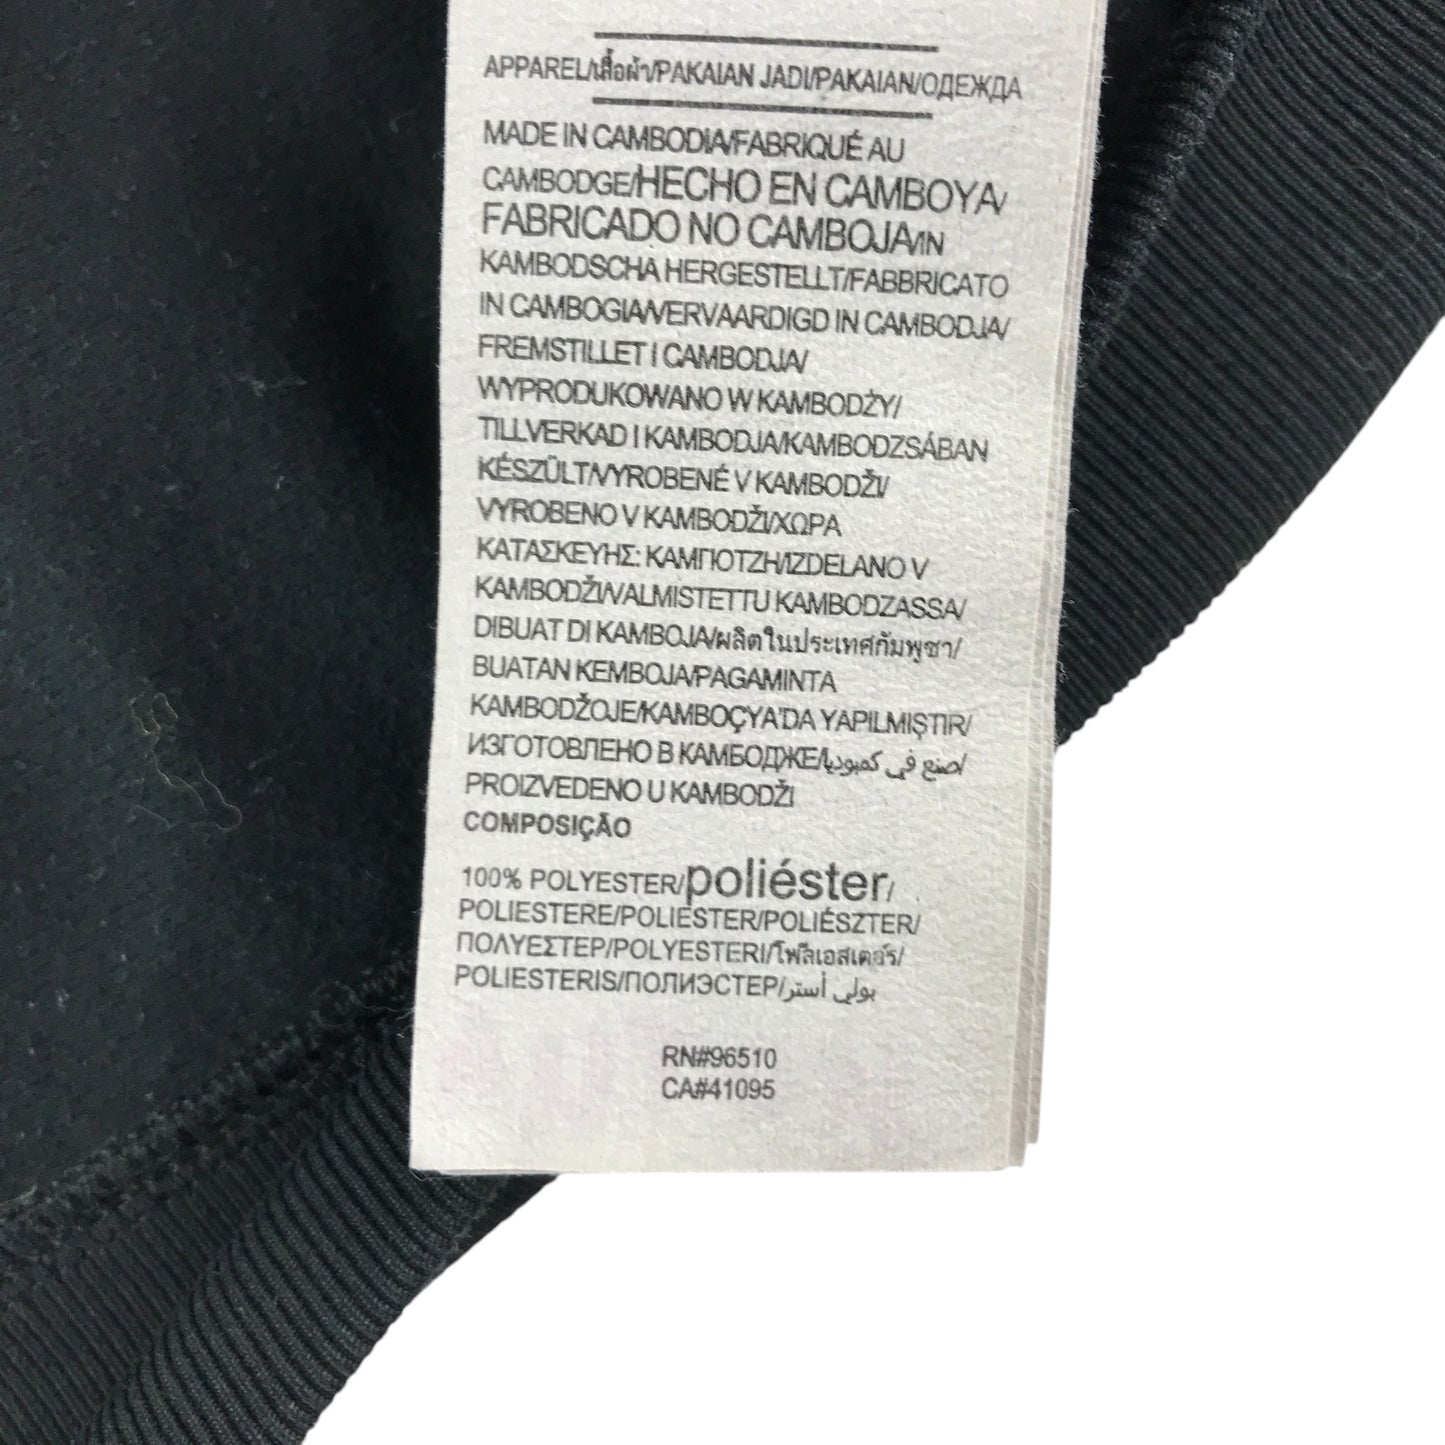 APPAREL/เสื้อผ้า/PAKAIAN JADI/PAKAIAN/ОДЕЖДА
MADE IN CAMBODIA/FABRIQUÉ AU
CAMBODGE/HECHO EN CAMBOYA/
FABRICADO NO CAMBOJA/IN
KAMBODSCHA HERGESTELLT/FABBRICATO
IN CAMBOGIA/VERVAARDIGD IN CAMBODJA/
FREMSTILLET I CAMBODJA/
WYPRODUKOWANO W KAMBODŻY/
TILLVERKAD I KAMBODJA/KAMBODZSÁBAN
KÉSZÜLT/VYROBENÉ V KAMBODŽI/
VYROBENO V KAMBODŽI/ΧΩΡΑ
ΚΑΤΑΣΚΕΥΗΣ: ΚΑΜΠΟΤΖΗ/IZDELANO V
KAMBODŽI/VALMISTETTU KAMBODZASSA/
DIBUAT DI KAMBOJA/ผลิตในประเทศกัมพูชา/
BUATAN KEMBOJA/PAGAMINTA
KAMBODŽOJE/KAMBOÇYA'DA YAPILMIŞTIR/
ИЗГОТОВЛЕНО В КАМБОДЖЕ/صنع في كمبوديا/
PROIZVEDENO U KAMBODŽI
COMPOSIÇÃO
100% POLYESTER/poliéster/
POLIESTERE/POLIESTER/POLIÉSZTER/
ΠΟΛΥΕΣΤΕΡ/POLYESTERI/โพลีเอสเตอร์/
POLIESTERIS/ПОЛИЭСТЕР/بولي أستر
RN#96510
CA#41095